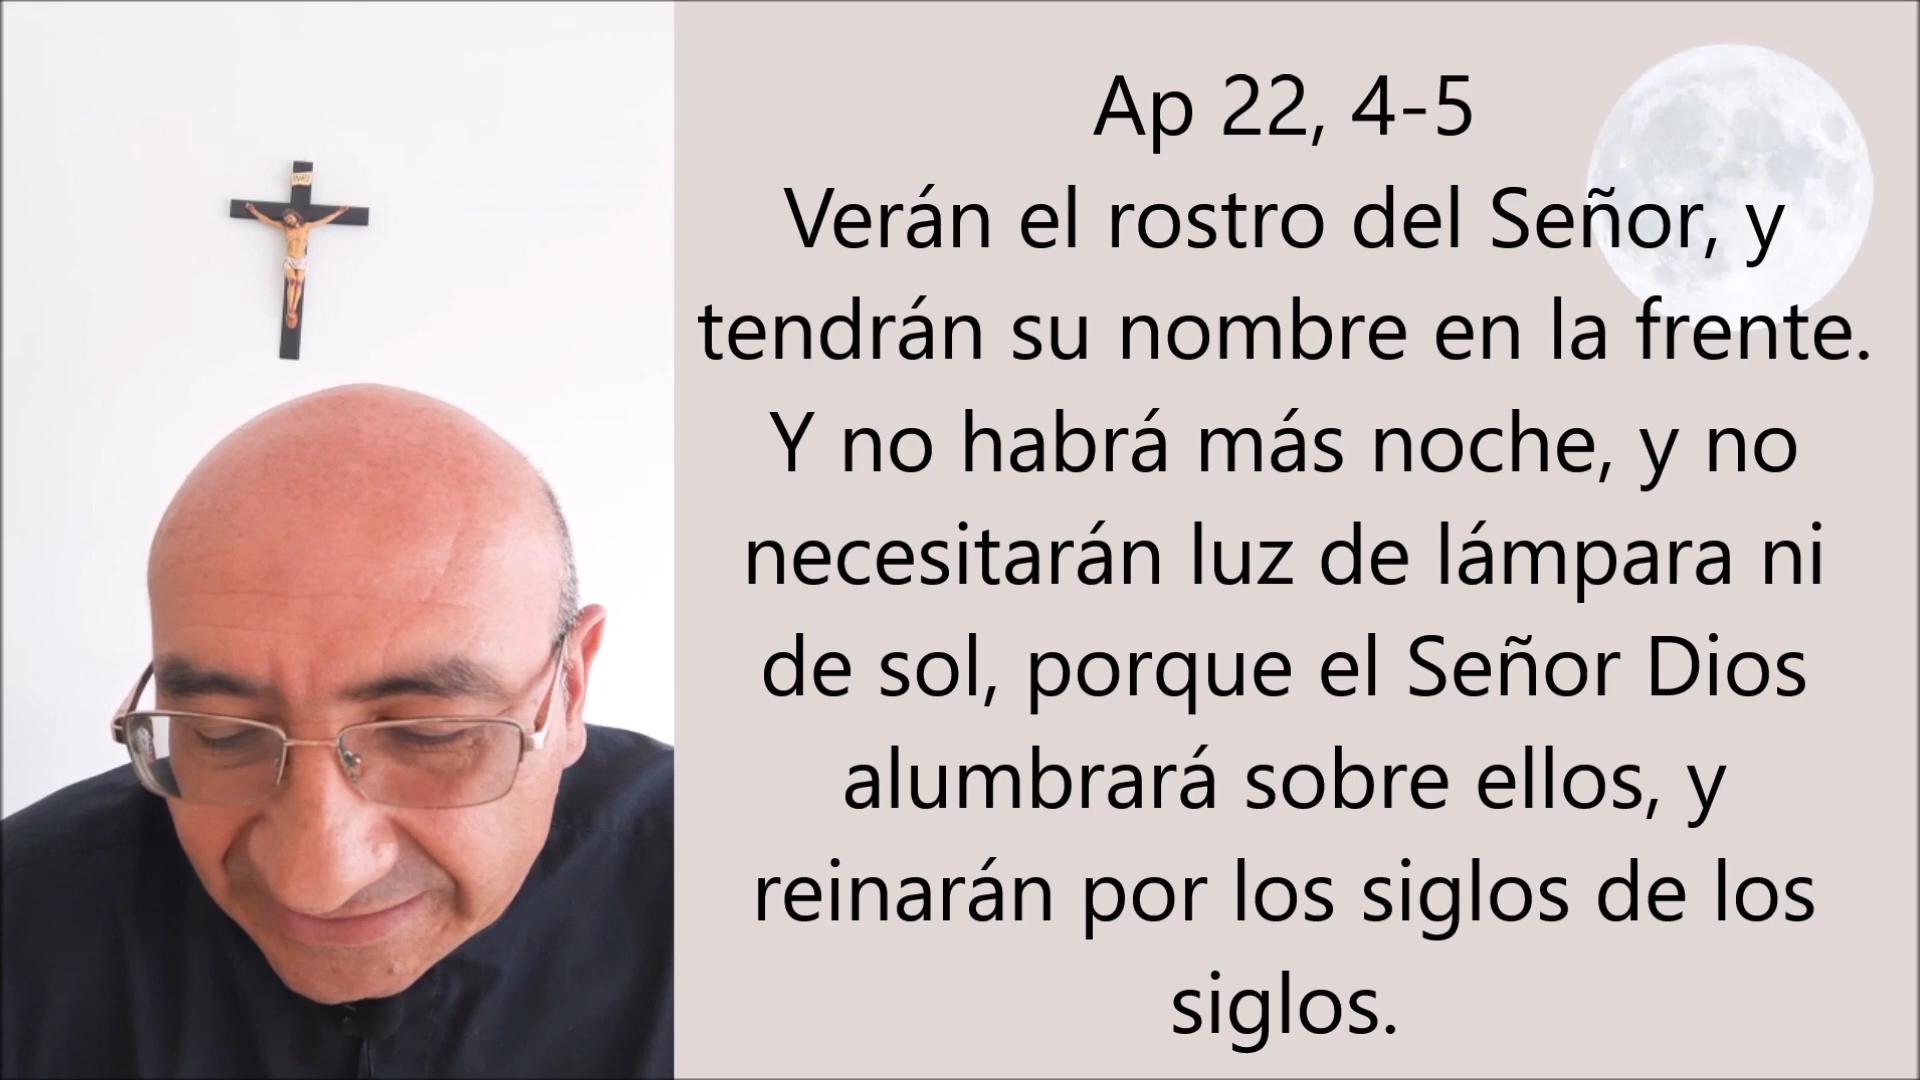 INRI
Ap 22, 4-5
Verán el rostro del Señor, y
tendrán su nombre en la frente.
Y no habrá más noche, y no
necesitarán luz de lámpara ni
de sol, porque el Señor Dios
alumbrará sobre ellos, y
reinarán por los siglos de los
siglos.